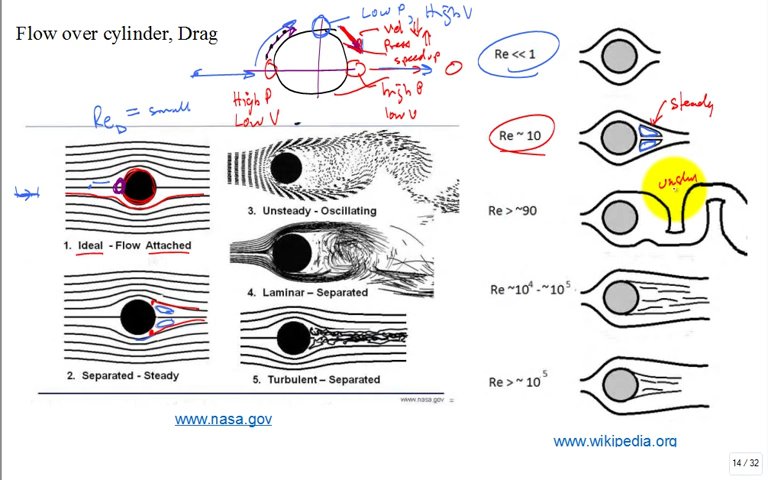 Flow over cylinder, Drag
Low P, High V
vel
Press
speed up
High P
Low V
high P
low V
Re_D = small
1. Ideal - Flow Attached
2. Separated - Steady
3. Unsteady - Oscillating
4. Laminar – Separated
5. Turbulent – Separated
www.nasa.gov =
www.nasa.gov
Re << 1
Re ~ 10
steady
Re > ~90
Re ~10^4 - ~10^5
Re > ~ 10^5
www.wikipedia.org
14 / 32